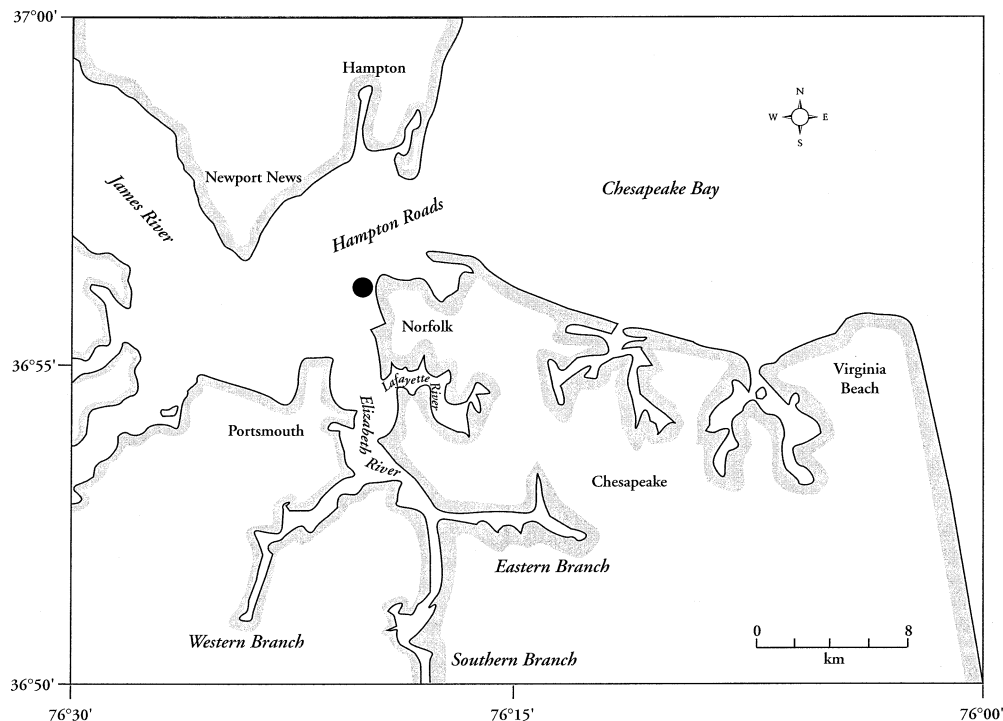 37°00'
Hampton
N
W E
S
Newport News
James River
Chesapeake Bay
Hampton Roads
Norfolk
36°55'
Lafayette
River
Virginia
Beach
Elizabeth
River
Portsmouth
Chesapeake
Eastern Branch
Western Branch
Southern Branch
0 8
km
36°50'
76°30' 76°15' 76°00'